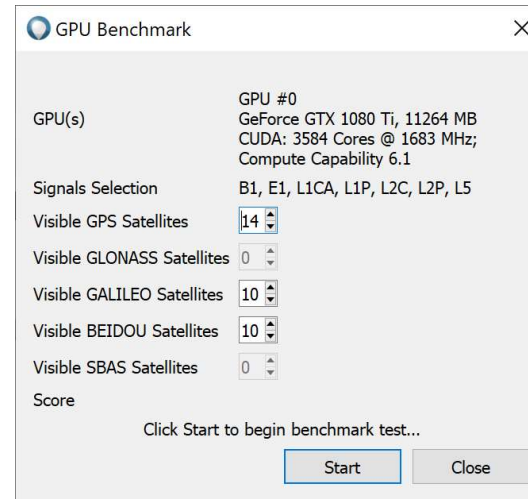 GPU Benchmark
GPU(s)
GPU #0
GeForce GTX 1080 Ti, 11264 MB
CUDA: 3584 Cores @ 1683 MHz;
Compute Capability 6.1
Signals Selection B1, E1, L1CA, L1P, L2C, L2P, L5
Visible GPS Satellites 14
Visible GLONASS Satellites 0
Visible GALILEO Satellites 10
Visible BEIDOU Satellites 10
Visible SBAS Satellites 0
Score
Click Start to begin benchmark test...
Start Close